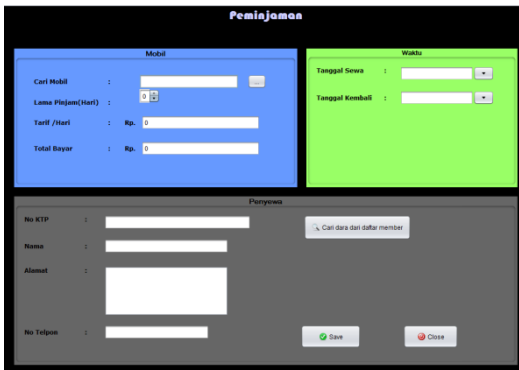 Peminjaman
Mobil
Cari Mobil :
...
Lama Pinjam(Hari) : 0
Tarif /Hari : Rp. 0
Total Bayar : Rp. 0
Waktu
Tanggal Sewa :
Tanggal Kembali :
Penyewa
No KTP :
Cari dara dari daftar member
Nama :
Alamat :
No Telpon :
Save
Close